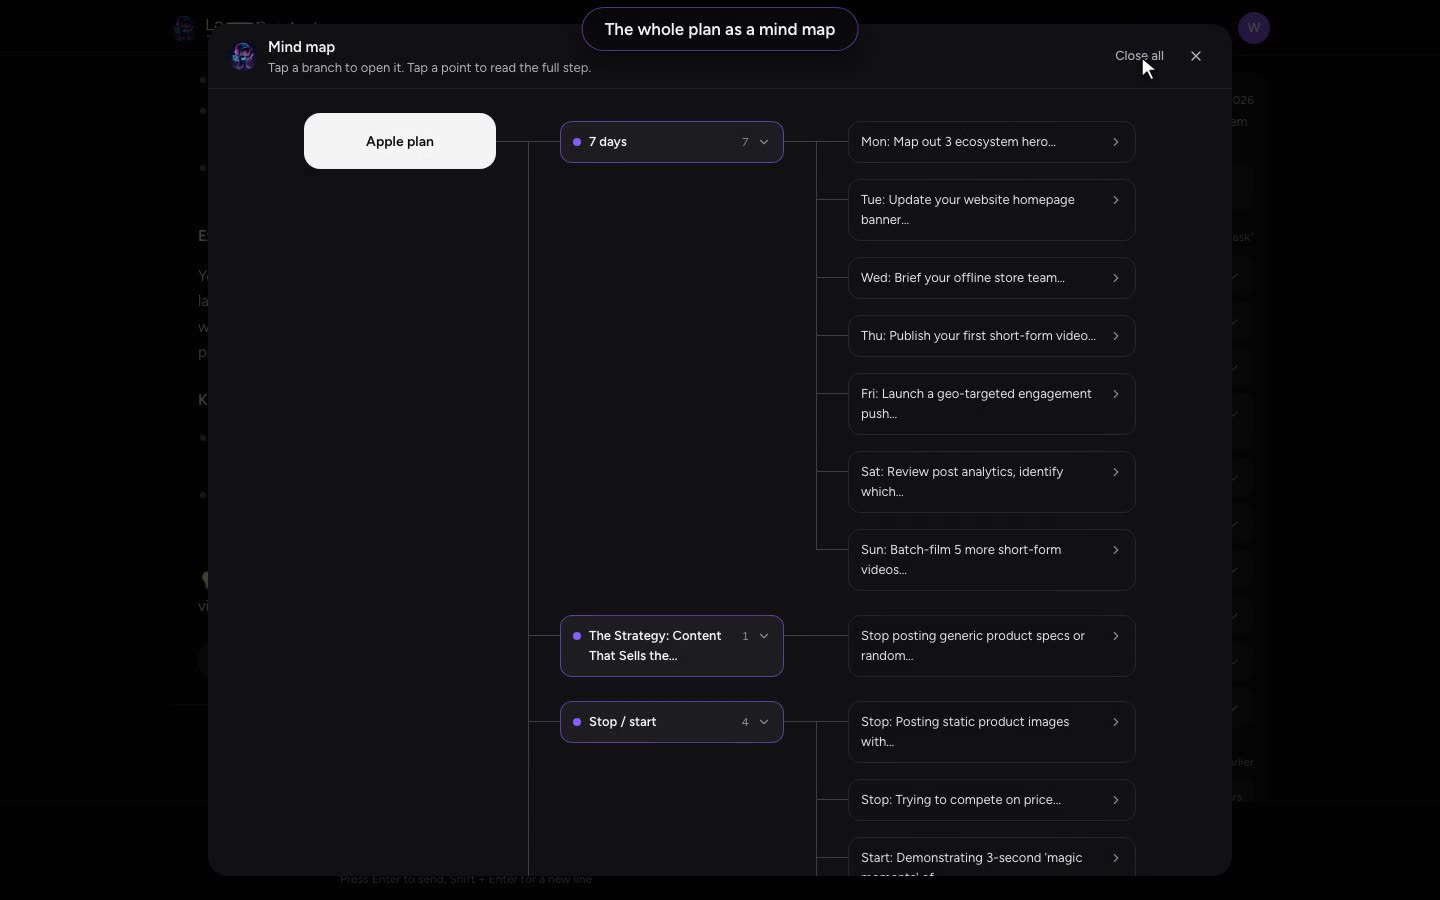 The whole plan as a mind map
Mind map
Tap a branch to open it. Tap a point to read the full step.
Close all
W
Apple plan
7 days 7
Mon: Map out 3 ecosystem hero...
Tue: Update your website homepage
banner...
Wed: Brief your offline store team...
Thu: Publish your first short-form video...
Fri: Launch a geo-targeted engagement
push...
Sat: Review post analytics, identify
which...
Sun: Batch-film 5 more short-form
videos...
The Strategy: Content 1
That Sells the...
Stop posting generic product specs or
random...
Stop / start 4
Stop: Posting static product images
with...
Stop: Trying to compete on price...
Start: Demonstrating 3-second 'magic
moments' of
Press Enter to send, Shift + Enter for a new line